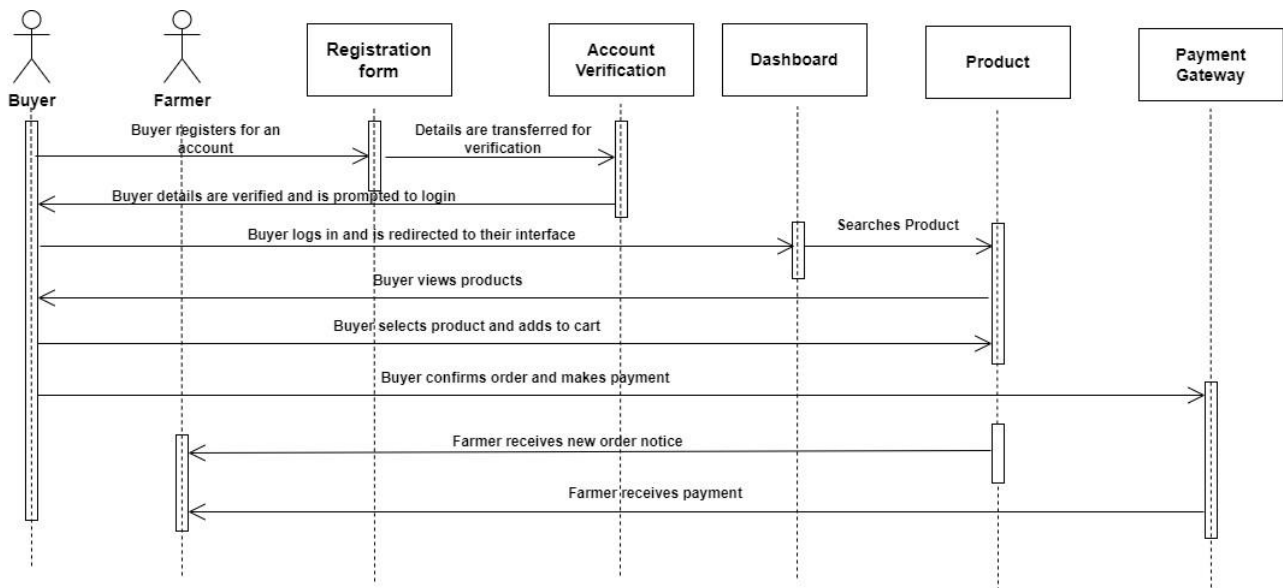 Buyer
Farmer
Registration
form
Account
Verification
Dashboard
Product
Payment
Gateway
Buyer registers for an
account
Details are transferred for
verification
Buyer details are verified and is prompted to login
Buyer logs in and is redirected to their interface
Searches Product
Buyer views products
Buyer selects product and adds to cart
Buyer confirms order and makes payment
Farmer receives new order notice
Farmer receives payment